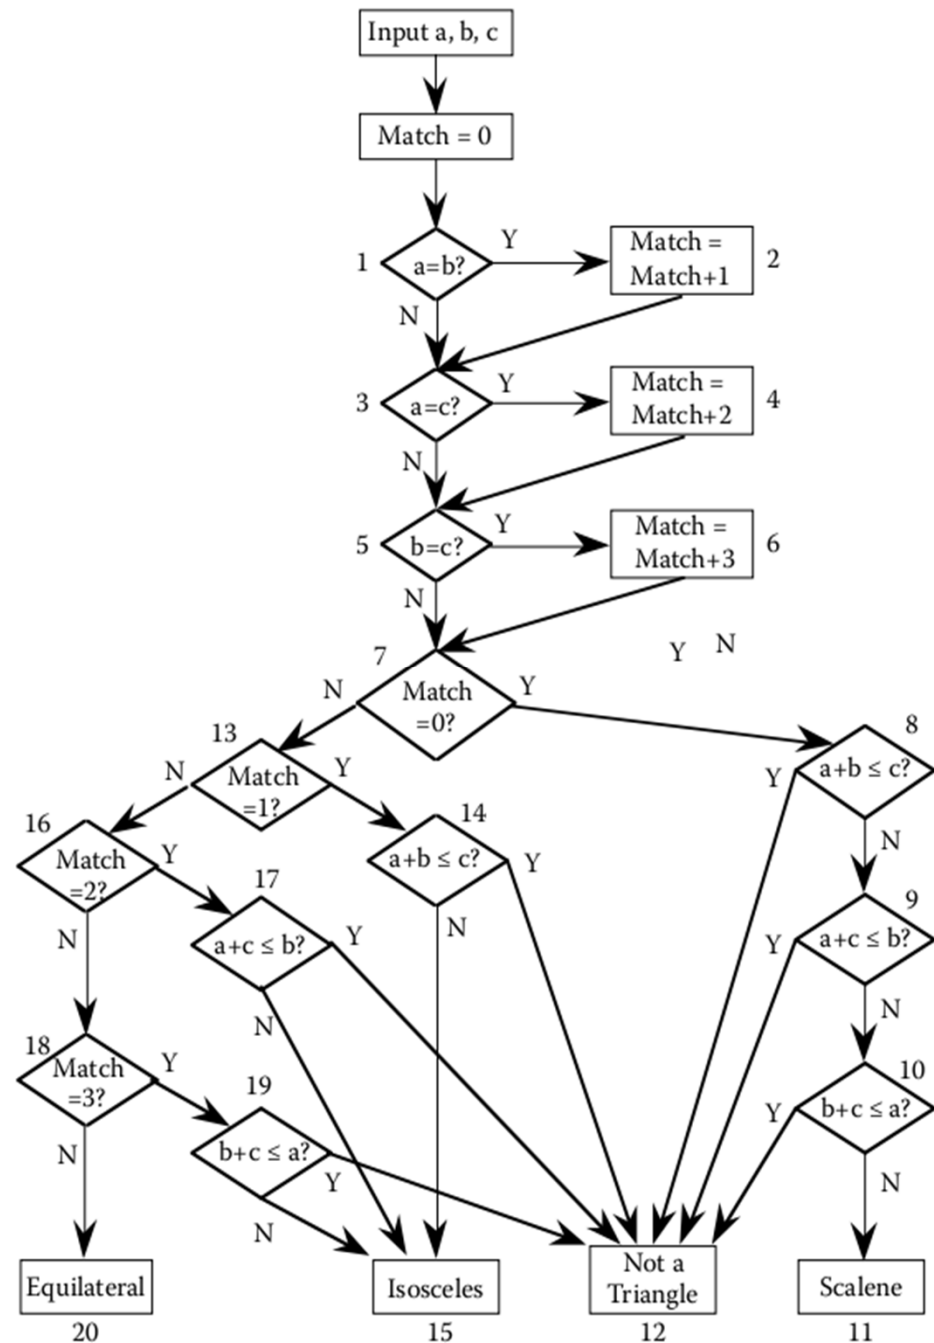 Input a, b, c
Match = 0
Y
1
a=b?
Match =
Match+1
2
N
Y
3
a=c?
Match =
Match+2
4
N
Y
5
b=c?
Match =
Match+3
6
N
Y N
7
N
Match
=0?
Y
13
N
Match
=1?
Y
8
Y
a+b ≤ c?
N
16
Match
=2?
Y
14
a+b ≤ c?
Y
N
17
a+c ≤ b?
Y
N
9
Y
a+c ≤ b?
N
N
18
Match
=3?
Y
19
b+c ≤ a?
Y
10
Y
b+c ≤ a?
N
N
N
Equilateral
Isosceles
Not a
Triangle
Scalene
20
15
12
11